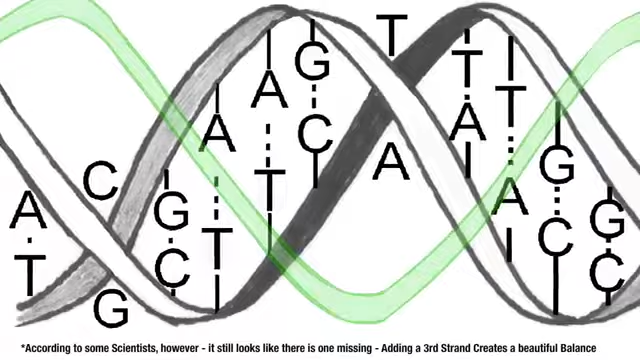 A
T
C
G
G
C
A
T
A
T
G
C
T
A
T
A
T
A
G
C
G
C
*According to some Scientists, however - it still looks like there is one missing - Adding a 3rd Strand Creates a beautiful Balance